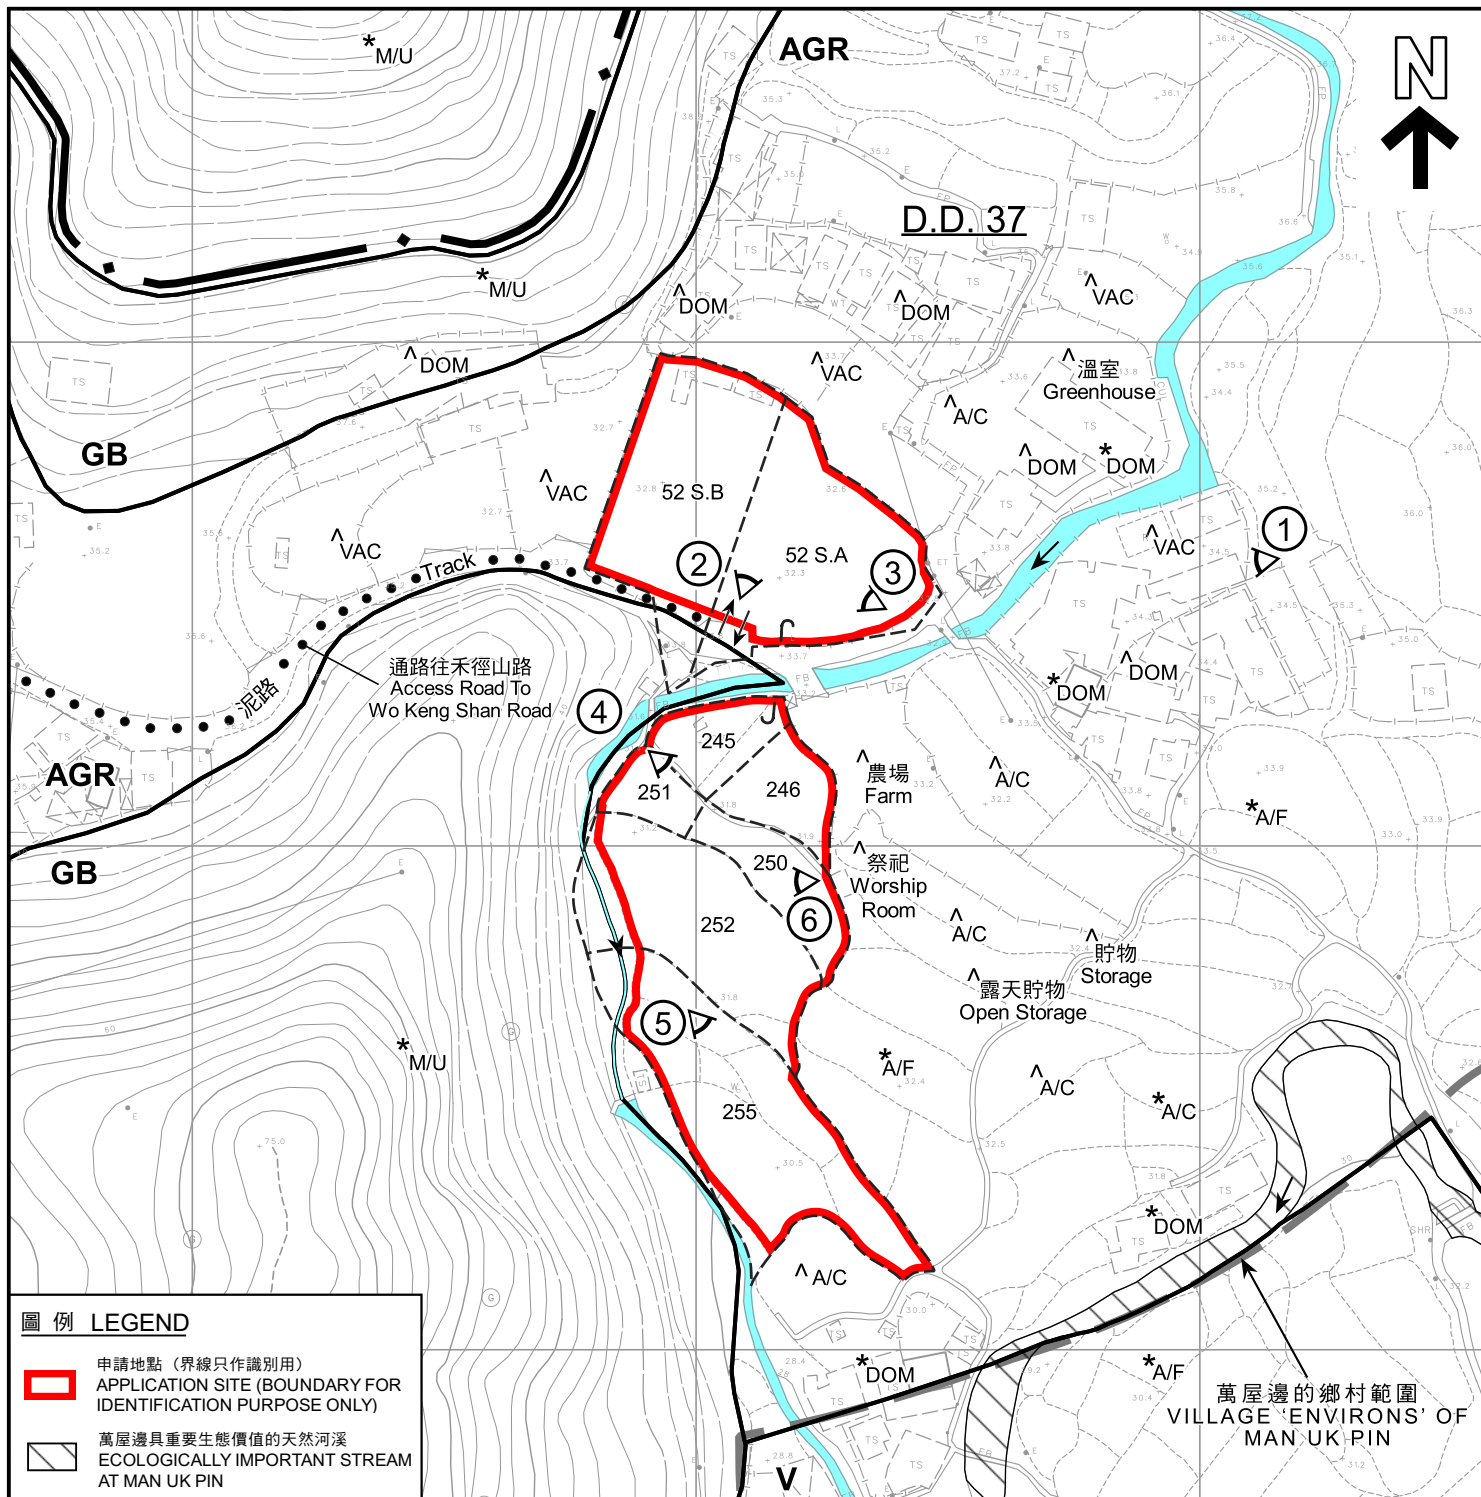 *M/U
AGR
N
D.D. 37
*M/U
^DOM
^DOM
^VAC
^DOM
^VAC
^溫室
Greenhouse
^A/C
GB
^DOM
*DOM
^VAC
52 S.B
^VAC
^VAC
1
52 S.A
2
3
Track
通路往禾徑山路
Access Road To
Wo Keng Shan Road
泥路
^DOM
*DOM
4
245
AGR
251
246
^農場
Farm
^A/C
*A/F
GB
250
^祭祀
Worship
Room
252
6
^A/C
^貯物
Storage
^露天貯物
Open Storage
5
*M/U
*A/F
^A/C
*A/C
255
*DOM
^A/C
*DOM
*A/F
萬屋邊的鄉村範圍
VILLAGE 'ENVIRONS' OF
MAN UK PIN
V
圖 例 LEGEND
申請地點（界線只作識別用）
APPLICATION SITE (BOUNDARY FOR
IDENTIFICATION PURPOSE ONLY)
萬屋邊具重要生態價值的天然河溪
ECOLOGICALLY IMPORTANT STREAM
AT MAN UK PIN